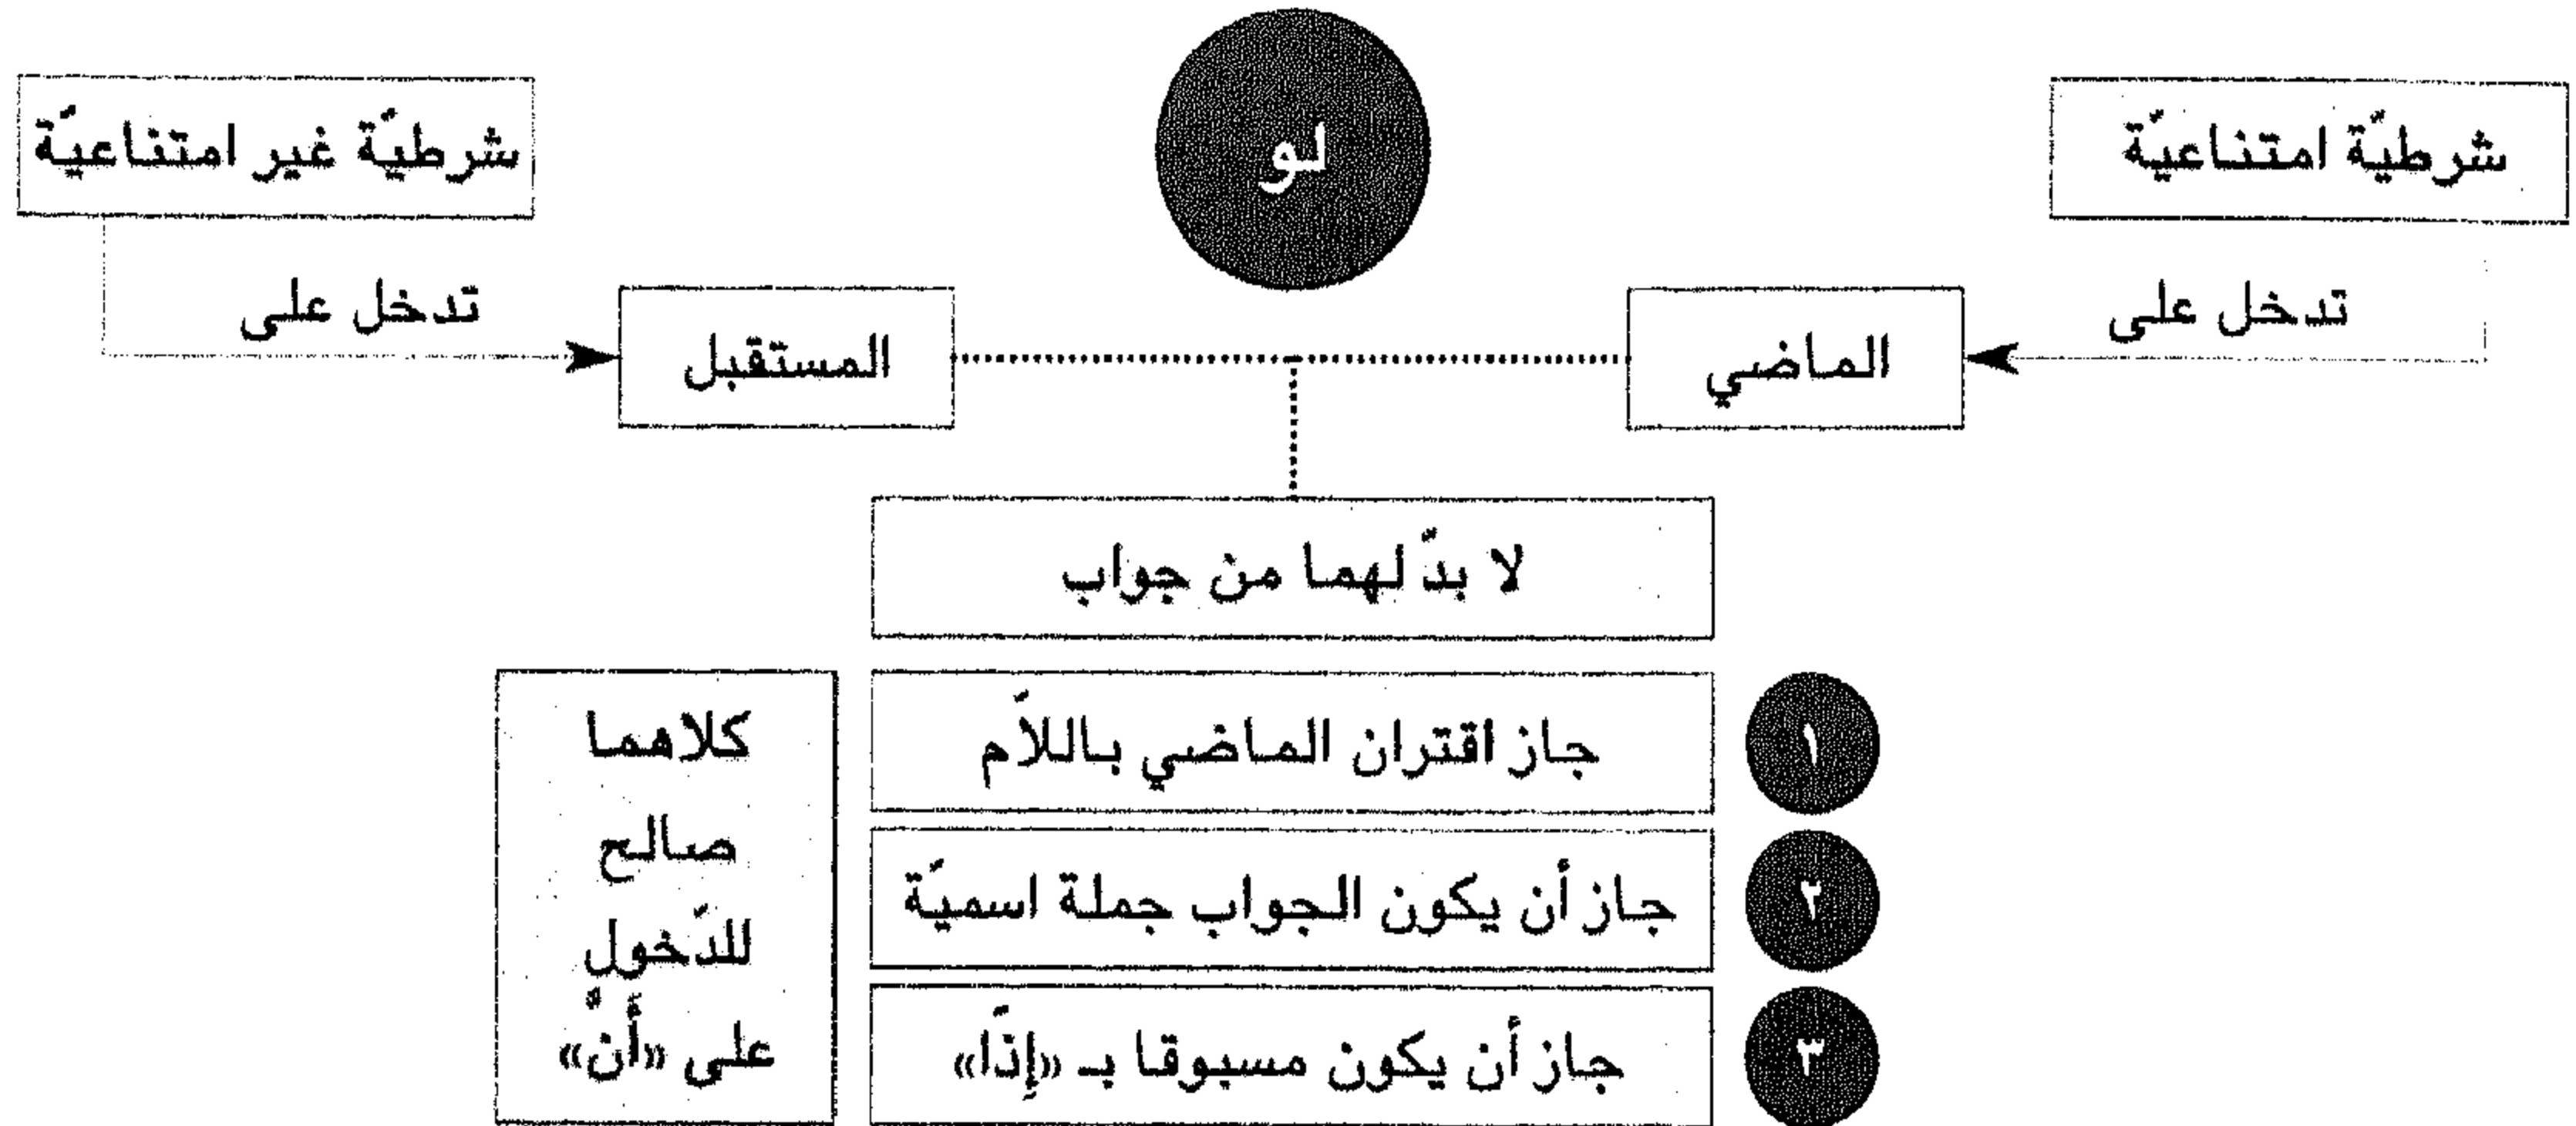 لو
شرطيّة امتناعيّة
شرطيّة غير امتناعيّة
تدخل على
تدخل على
الماضي
المستقبل
لا بدّ لهما من جواب
١
جاز اقتران الماضي باللاّم
٢
جاز أن يكون الجواب جملة اسميّة
٣
جاز أن يكون مسبوقا بـ «إِذًا»
كلاهما
صالح
للدّخول
على «أَنَّ»